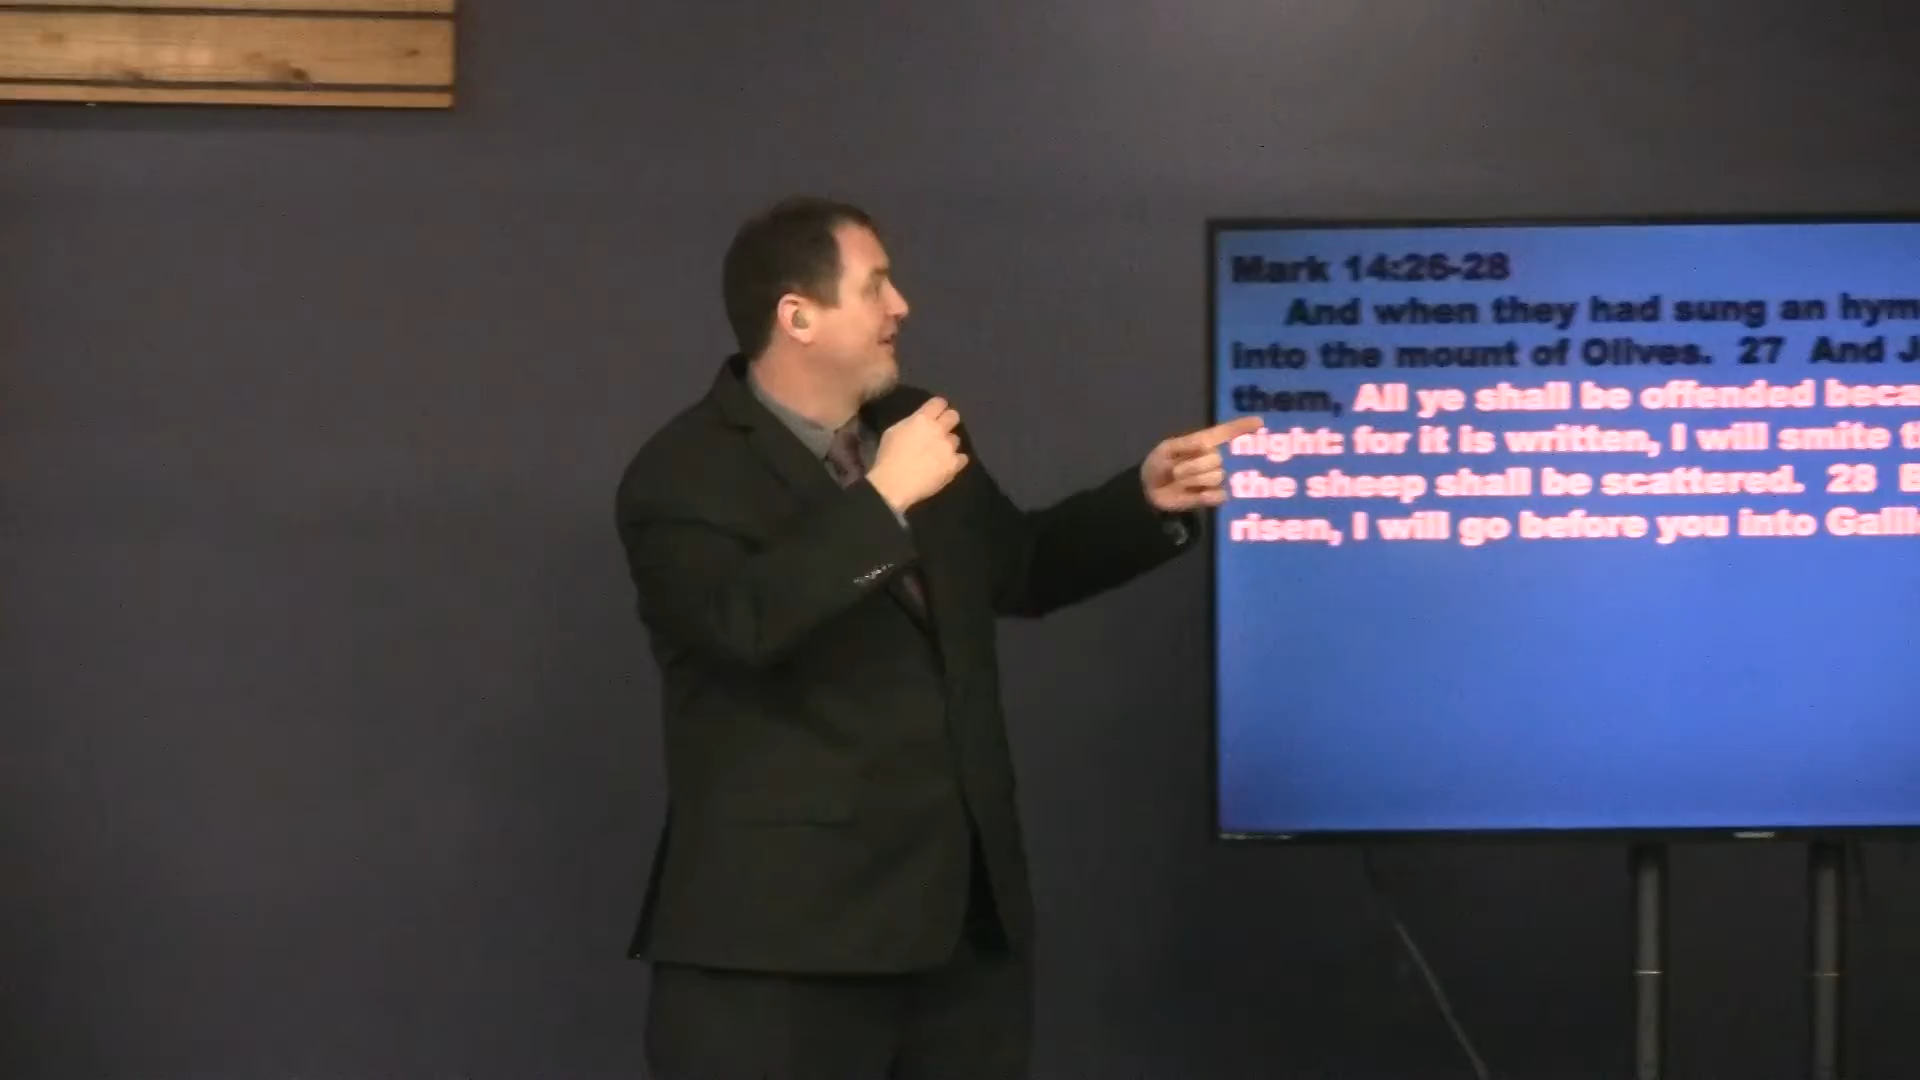 Mark 14:26-28
And when they had sung an hym
into the mount of Olives. 27 And J
them, All ye shall be offended beca
night: for it is written, I will smite t
the sheep shall be scattered. 28 B
risen, I will go before you into Galil